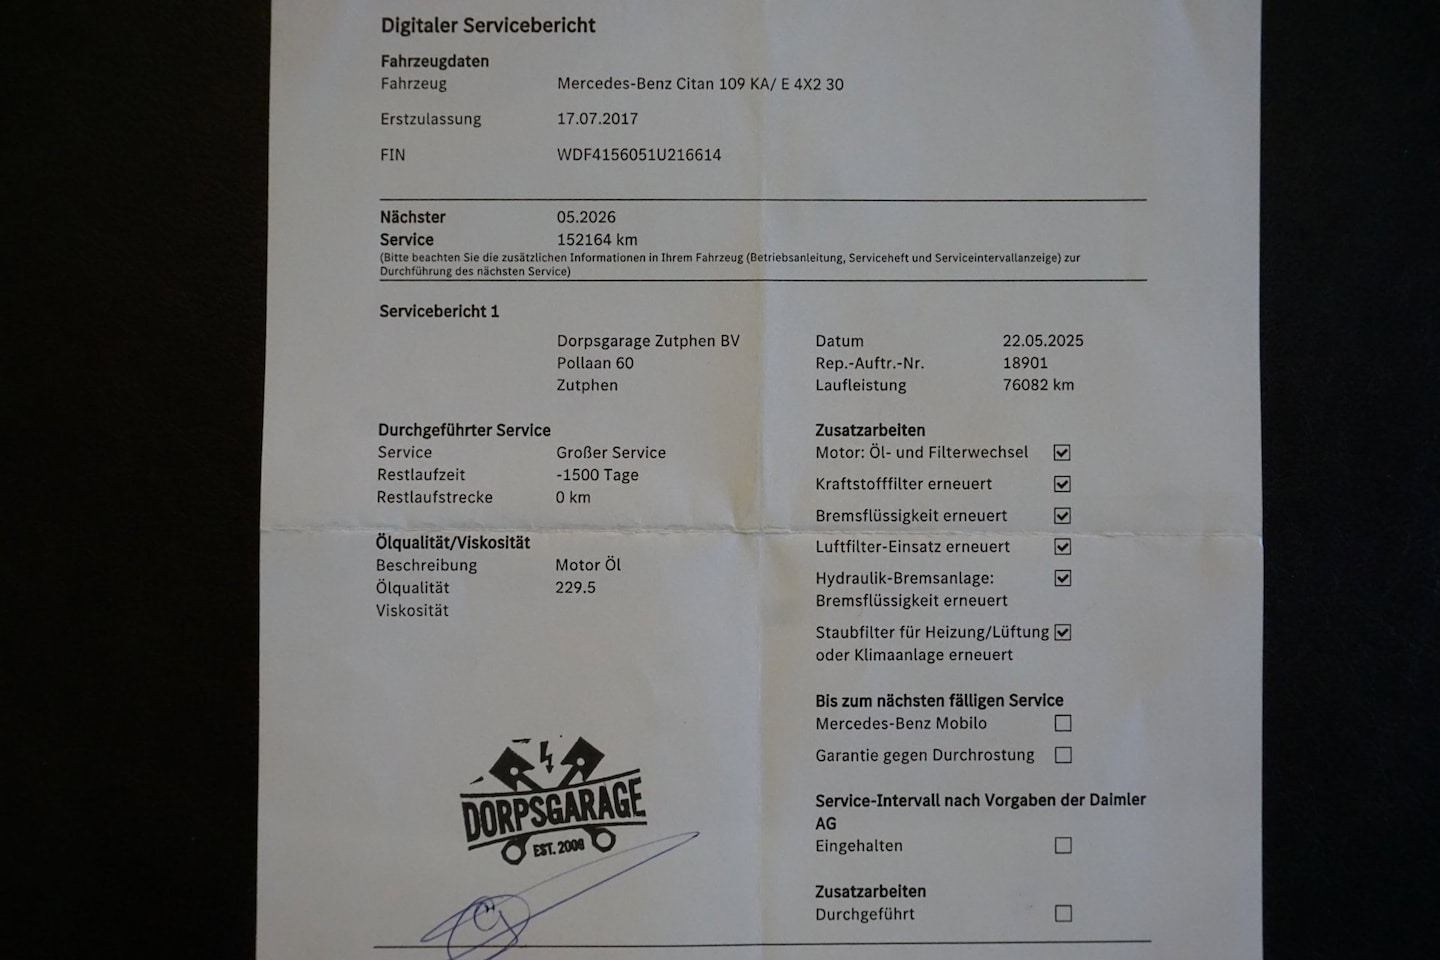 Digitaler Servicebericht
Fahrzeugdaten
Fahrzeug Mercedes-Benz Citan 109 KA/ E 4X2 30
Erstzulassung 17.07.2017
FIN WDF4156051U216614
Nächster 05.2026
Service 152164 km
(Bitte beachten Sie die zusätzlichen Informationen in Ihrem Fahrzeug (Betriebsanleitung, Serviceheft und Serviceintervallanzeige) zur
Durchführung des nächsten Service)
Servicebericht 1
Dorpsgarage Zutphen BV
Pollaan 60
Zutphen
Datum 22.05.2025
Rep.-Auftr.-Nr. 18901
Laufleistung 76082 km
Durchgeführter Service
Service Großer Service
Restlaufzeit -1500 Tage
Restlaufstrecke 0 km
Ölqualität/Viskosität
Beschreibung Motor Öl
Ölqualität 229.5
Viskosität
Zusatzarbeiten
Motor: Öl- und Filterwechsel
Kraftstofffilter erneuert
Bremsflüssigkeit erneuert
Luftfilter-Einsatz erneuert
Hydraulik-Bremsanlage:
Bremsflüssigkeit erneuert
Staubfilter für Heizung/Lüftung
oder Klimaanlage erneuert
Bis zum nächsten fälligen Service
Mercedes-Benz Mobilo
Garantie gegen Durchrostung
Service-Intervall nach Vorgaben der Daimler
AG
Eingehalten
Zusatzarbeiten
Durchgeführt
DORPSGARAGE
EST. 2008